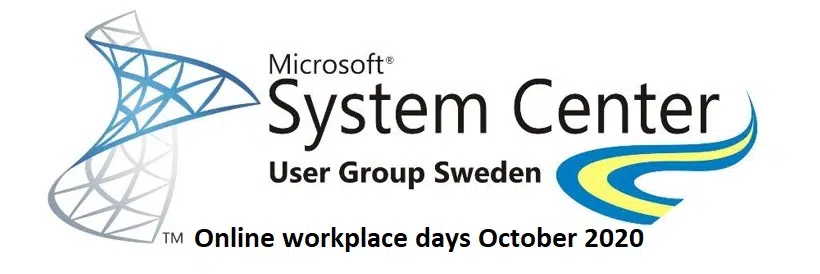 Microsoft®
System Center
User Group Sweden
TM Online workplace days October 2020